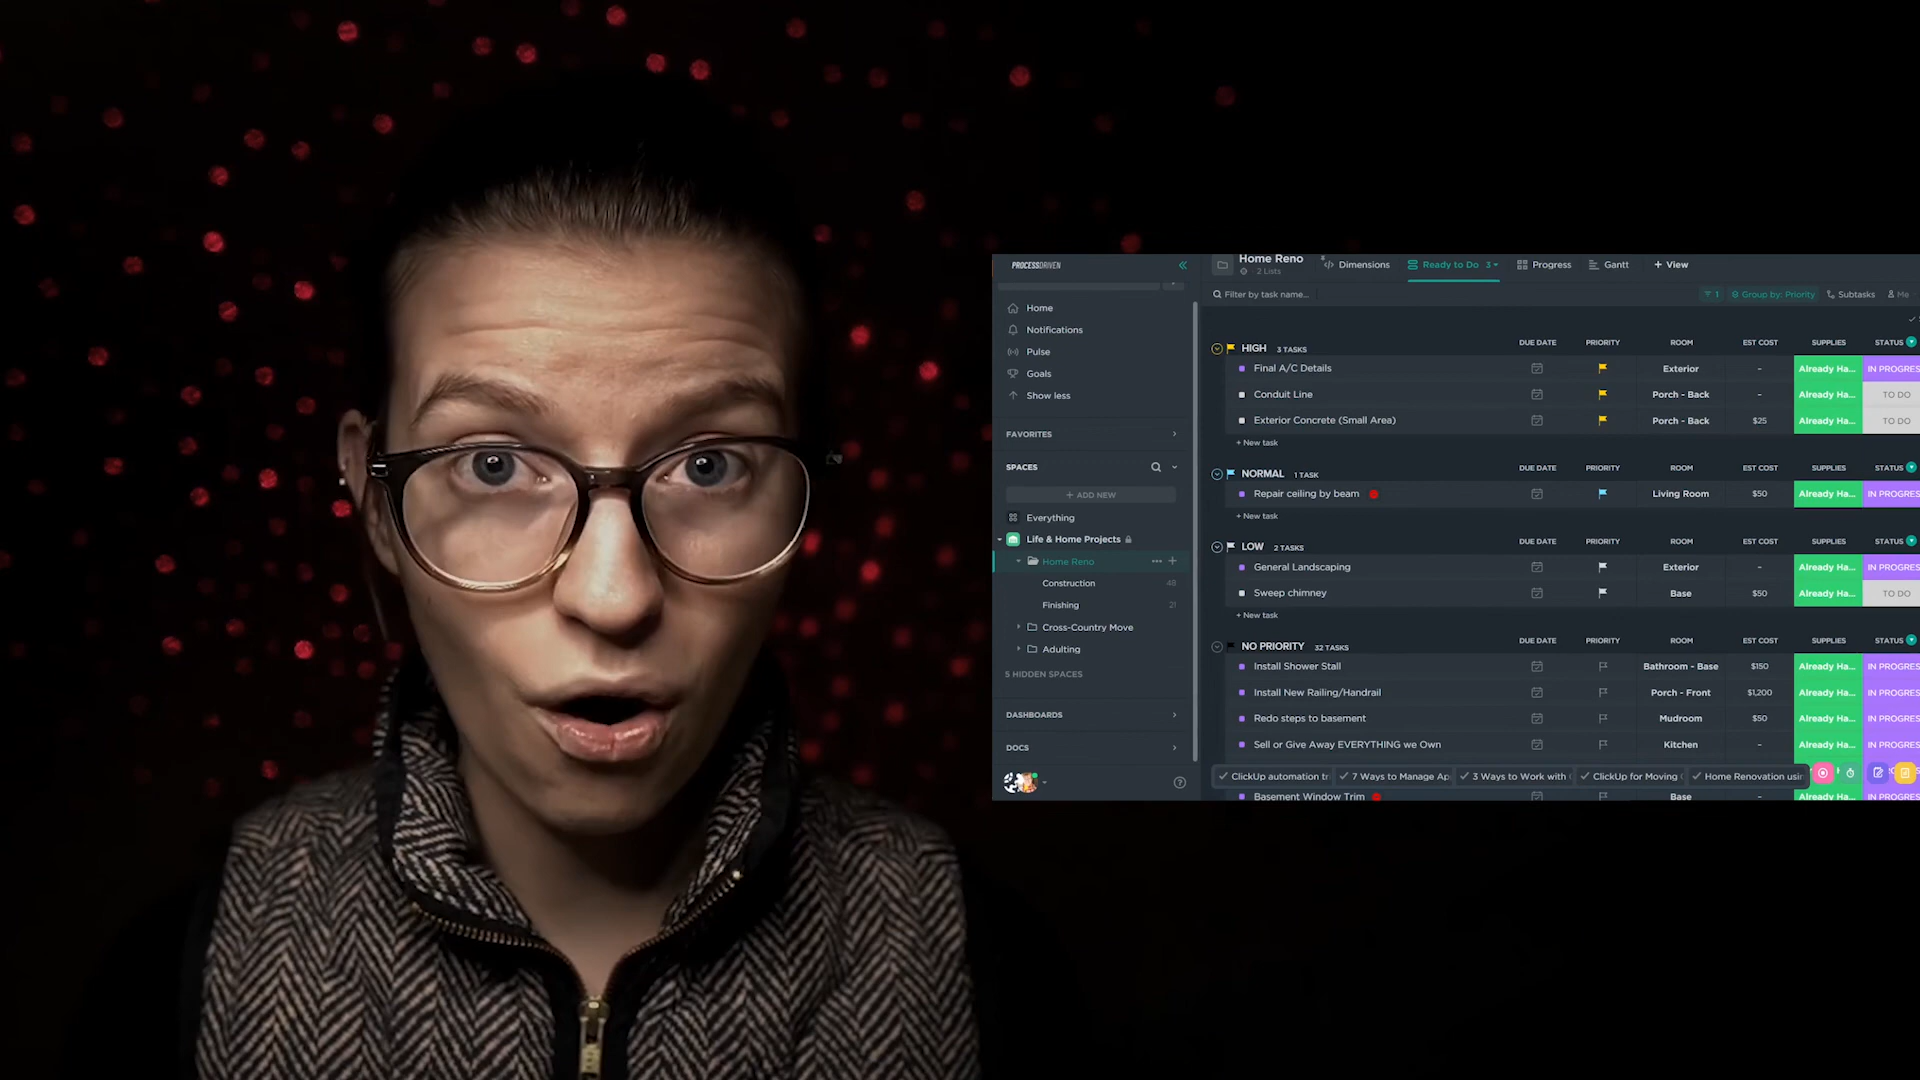 PROCESSDRIVEN
Home
Notifications
Pulse
Goals
Show less
FAVORITES
SPACES
+ ADD NEW
Everything
Life & Home Projects
Home Reno
Construction 48
Finishing 21
Cross-Country Move
Adulting
5 HIDDEN SPACES
DASHBOARDS
DOCS
Home Reno
2 Lists
Dimensions Ready to Do 3 Progress Gantt + View
Filter by task name... 1 Group by: Priority Subtasks Me
HIGH 3 TASKS DUE DATE PRIORITY ROOM EST COST SUPPLIES STATUS
Final A/C Details Exterior - Already Ha... IN PROGRES
Conduit Line Porch - Back - Already Ha... TO DO
Exterior Concrete (Small Area) Porch - Back $25 Already Ha... TO DO
+ New task
NORMAL 1 TASK DUE DATE PRIORITY ROOM EST COST SUPPLIES STATUS
Repair ceiling by beam Living Room $50 Already Ha... IN PROGRES
+ New task
LOW 2 TASKS DUE DATE PRIORITY ROOM EST COST SUPPLIES STATUS
General Landscaping Exterior - Already Ha... IN PROGRES
Sweep chimney Base $50 Already Ha... TO DO
+ New task
NO PRIORITY 32 TASKS DUE DATE PRIORITY ROOM EST COST SUPPLIES STATUS
Install Shower Stall Bathroom - Base $150 Already Ha... IN PROGRES
Install New Railing/Handrail Porch - Front $1,200 Already Ha... IN PROGRES
Redo steps to basement Mudroom $50 Already Ha... IN PROGRES
Sell or Give Away EVERYTHING we Own Kitchen - Already Ha... IN PROGRES
ClickUp automation tr 7 Ways to Manage Ap 3 Ways to Work with ClickUp for Moving Home Renovation usin
Basement Window Trim Base - Already Ha... IN PROGRES